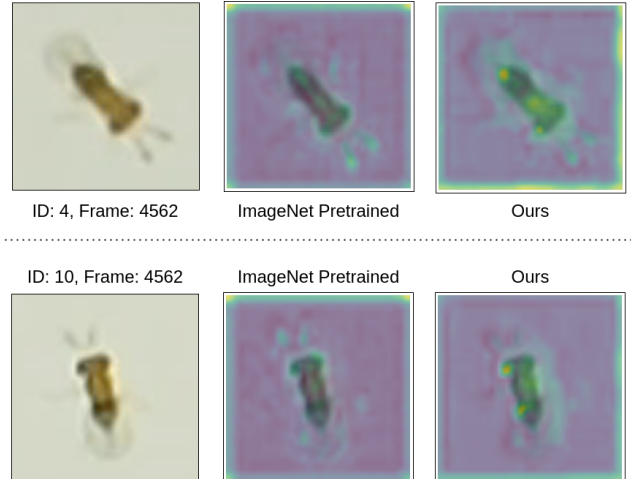 ID: 4, Frame: 4562 ImageNet Pretrained Ours
ID: 10, Frame: 4562 ImageNet Pretrained Ours